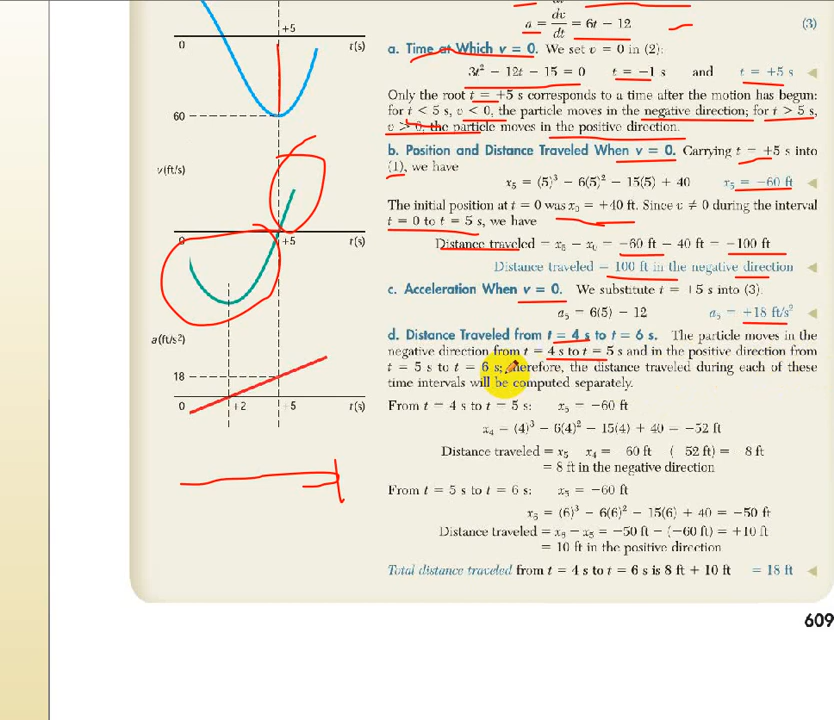 +5
0
t(s)
60
v(ft/s)
0
+5
t(s)
a(ft/s²)
18
0
+2
+5
t(s)
a = dv/dt = 6t − 12 (3)
a. Time at Which v = 0. We set v = 0 in (2):
3t² − 12t − 15 = 0 t = −1 s and t = +5 s
Only the root t = +5 s corresponds to a time after the motion has begun:
for t < 5 s, v < 0, the particle moves in the negative direction; for t > 5 s,
v > 0, the particle moves in the positive direction.
b. Position and Distance Traveled When v = 0. Carrying t = +5 s into
(1), we have
x₅ = (5)³ − 6(5)² − 15(5) + 40 x₅ = −60 ft
The initial position at t = 0 was x₀ = +40 ft. Since v ≠ 0 during the interval
t = 0 to t = 5 s, we have
Distance traveled = x₅ − x₀ = −60 ft − 40 ft = −100 ft
Distance traveled = 100 ft in the negative direction
c. Acceleration When v = 0. We substitute t = +5 s into (3):
a₅ = 6(5) − 12 a₅ = +18 ft/s²
d. Distance Traveled from t = 4 s to t = 6 s. The particle moves in the
negative direction from t = 4 s to t = 5 s and in the positive direction from
t = 5 s to t = 6 s; therefore, the distance traveled during each of these
time intervals will be computed separately.
From t = 4 s to t = 5 s: x₅ = −60 ft
x₄ = (4)³ − 6(4)² − 15(4) + 40 = −52 ft
Distance traveled = x₅ x₄ = 60 ft ( 52 ft) = 8 ft
= 8 ft in the negative direction
From t = 5 s to t = 6 s: x₅ = −60 ft
x₆ = (6)³ − 6(6)² − 15(6) + 40 = −50 ft
Distance traveled = x₆ − x₅ = −50 ft − (−60 ft) = +10 ft
= 10 ft in the positive direction
Total distance traveled from t = 4 s to t = 6 s is 8 ft + 10 ft = 18 ft
609